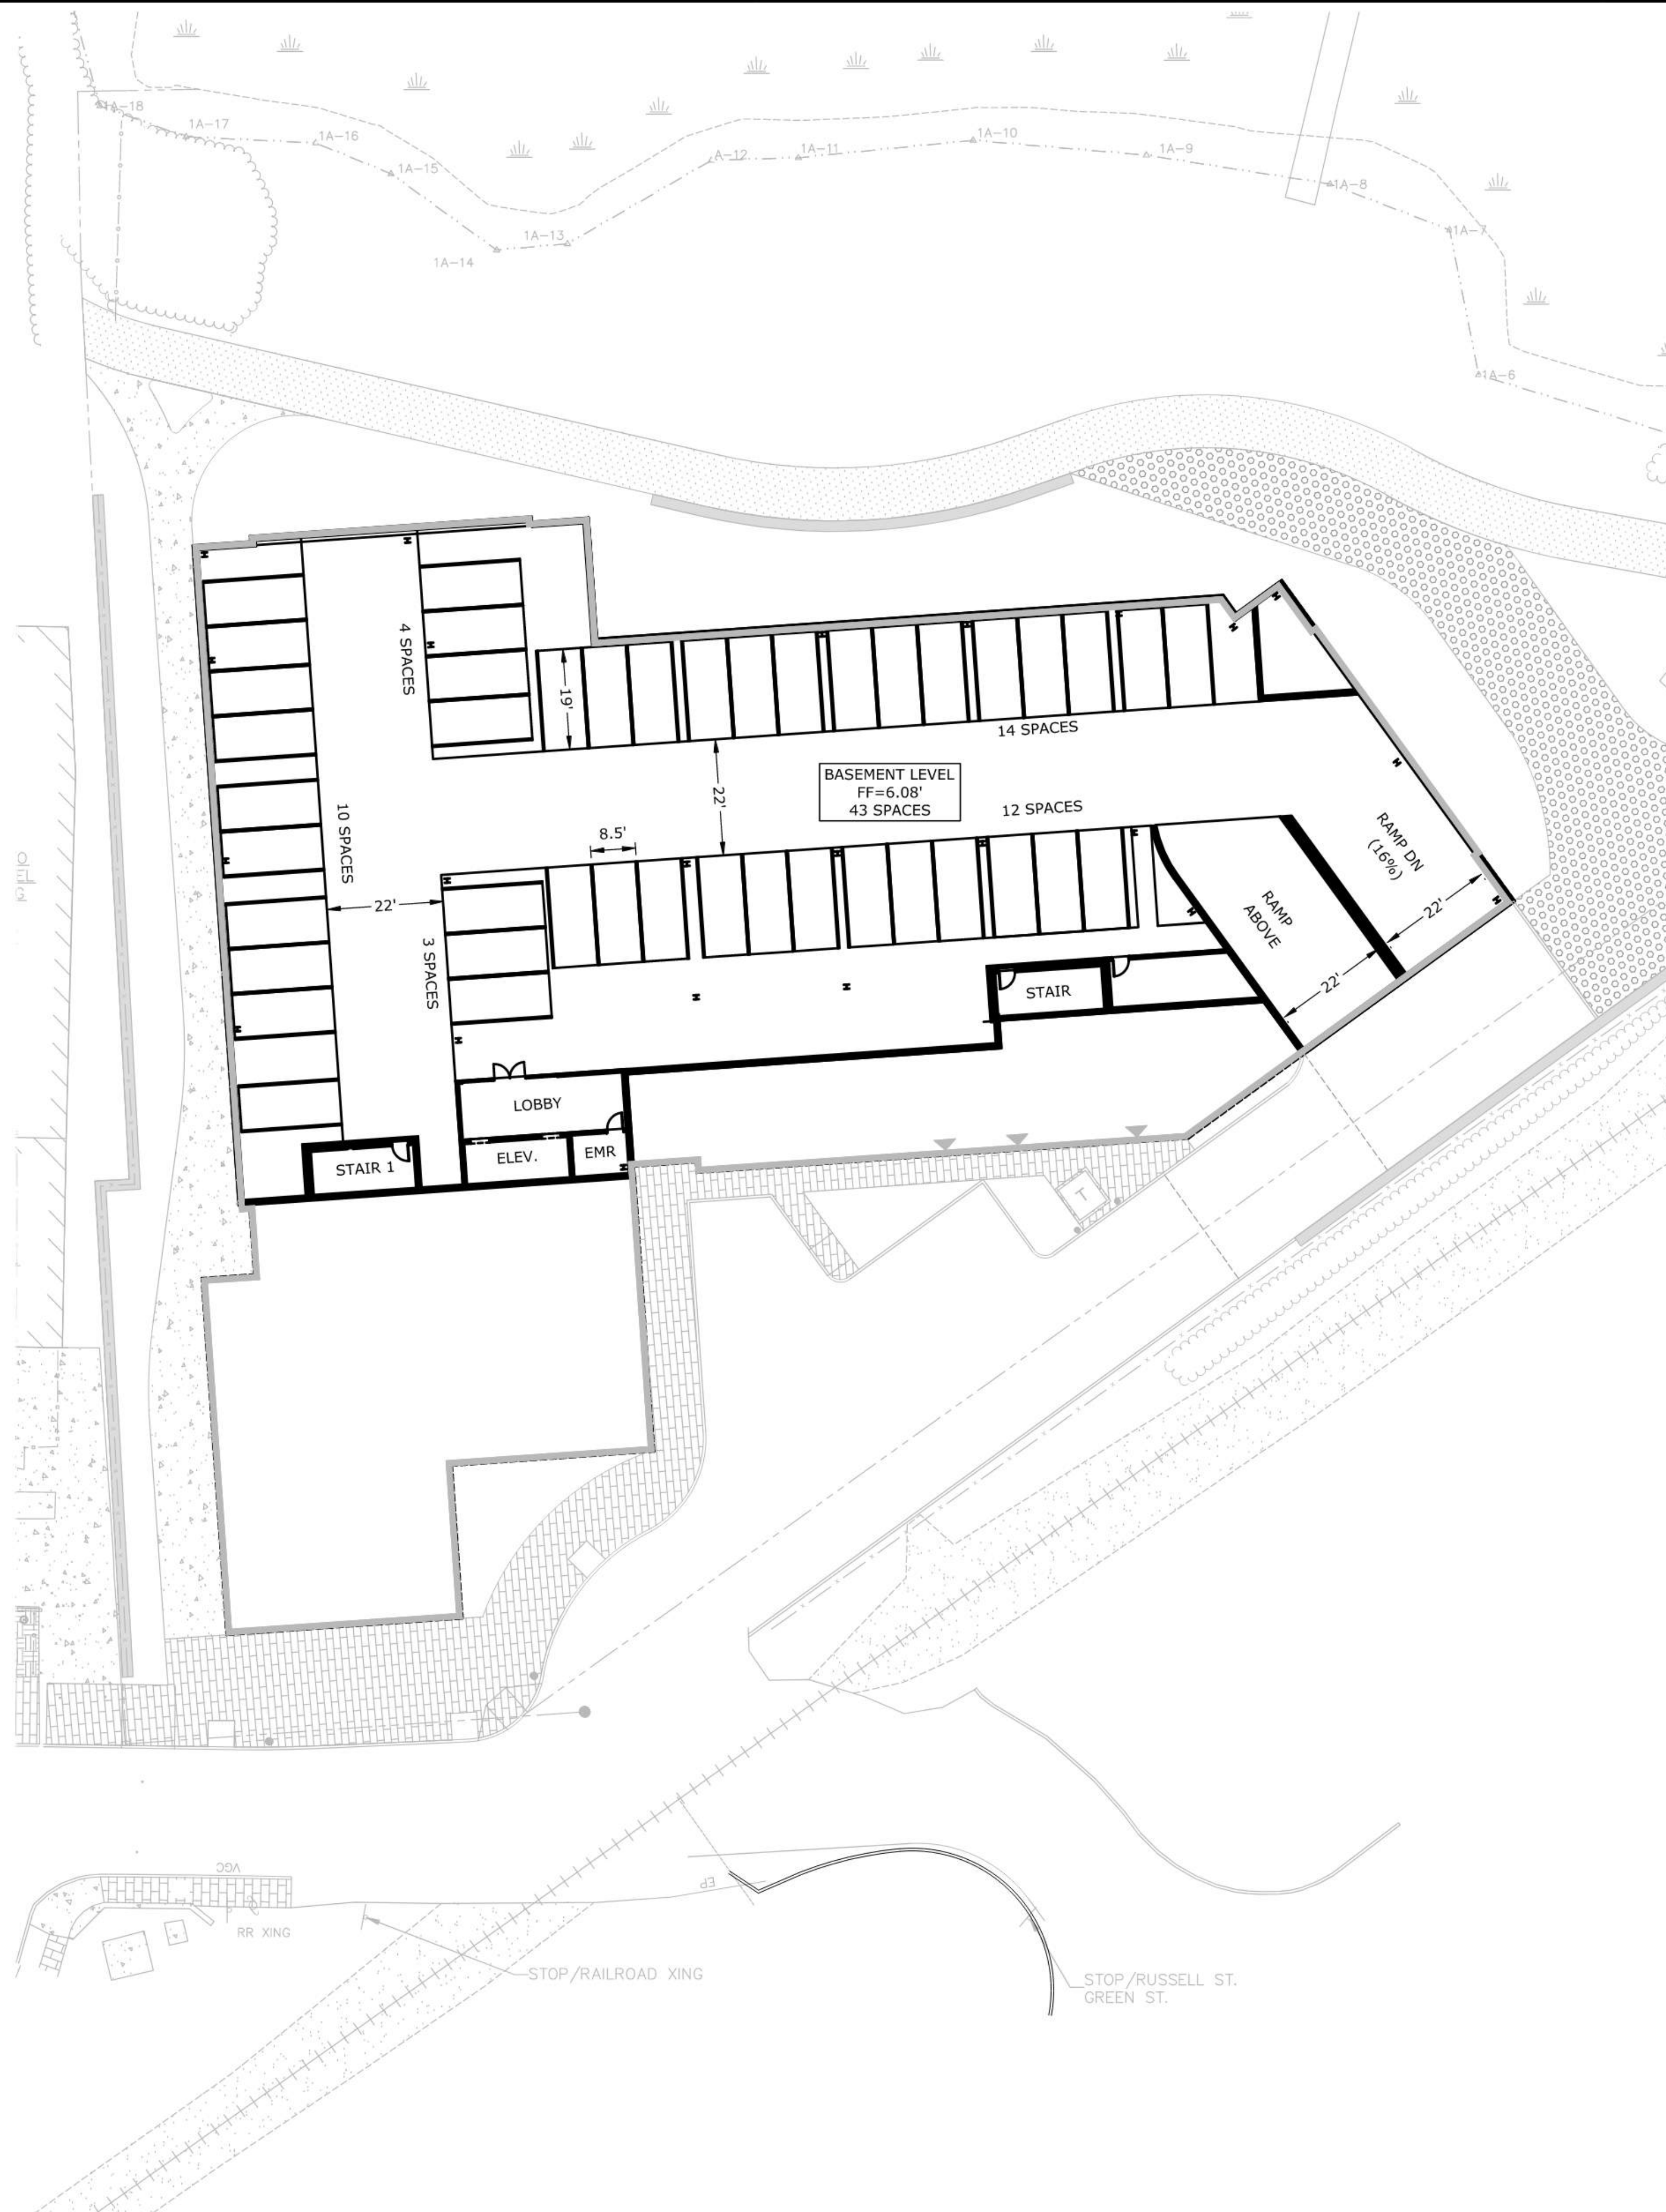 1A-18
1A-17
1A-16
1A-15
1A-14
1A-13
A-12
1A-11
1A-10
1A-9
1A-8
1A-7
1A-6
4 SPACES
19'
14 SPACES
22'
BASEMENT LEVEL
FF=6.08'
43 SPACES
12 SPACES
10 SPACES
8.5'
22'
3 SPACES
RAMP DN
(16%)
22'
RAMP
ABOVE
22'
STAIR
LOBBY
ELEV.
EMR
STAIR 1
T
VGC
EP
RR XING
STOP/RAILROAD XING
STOP/RUSSELL ST.
GREEN ST.